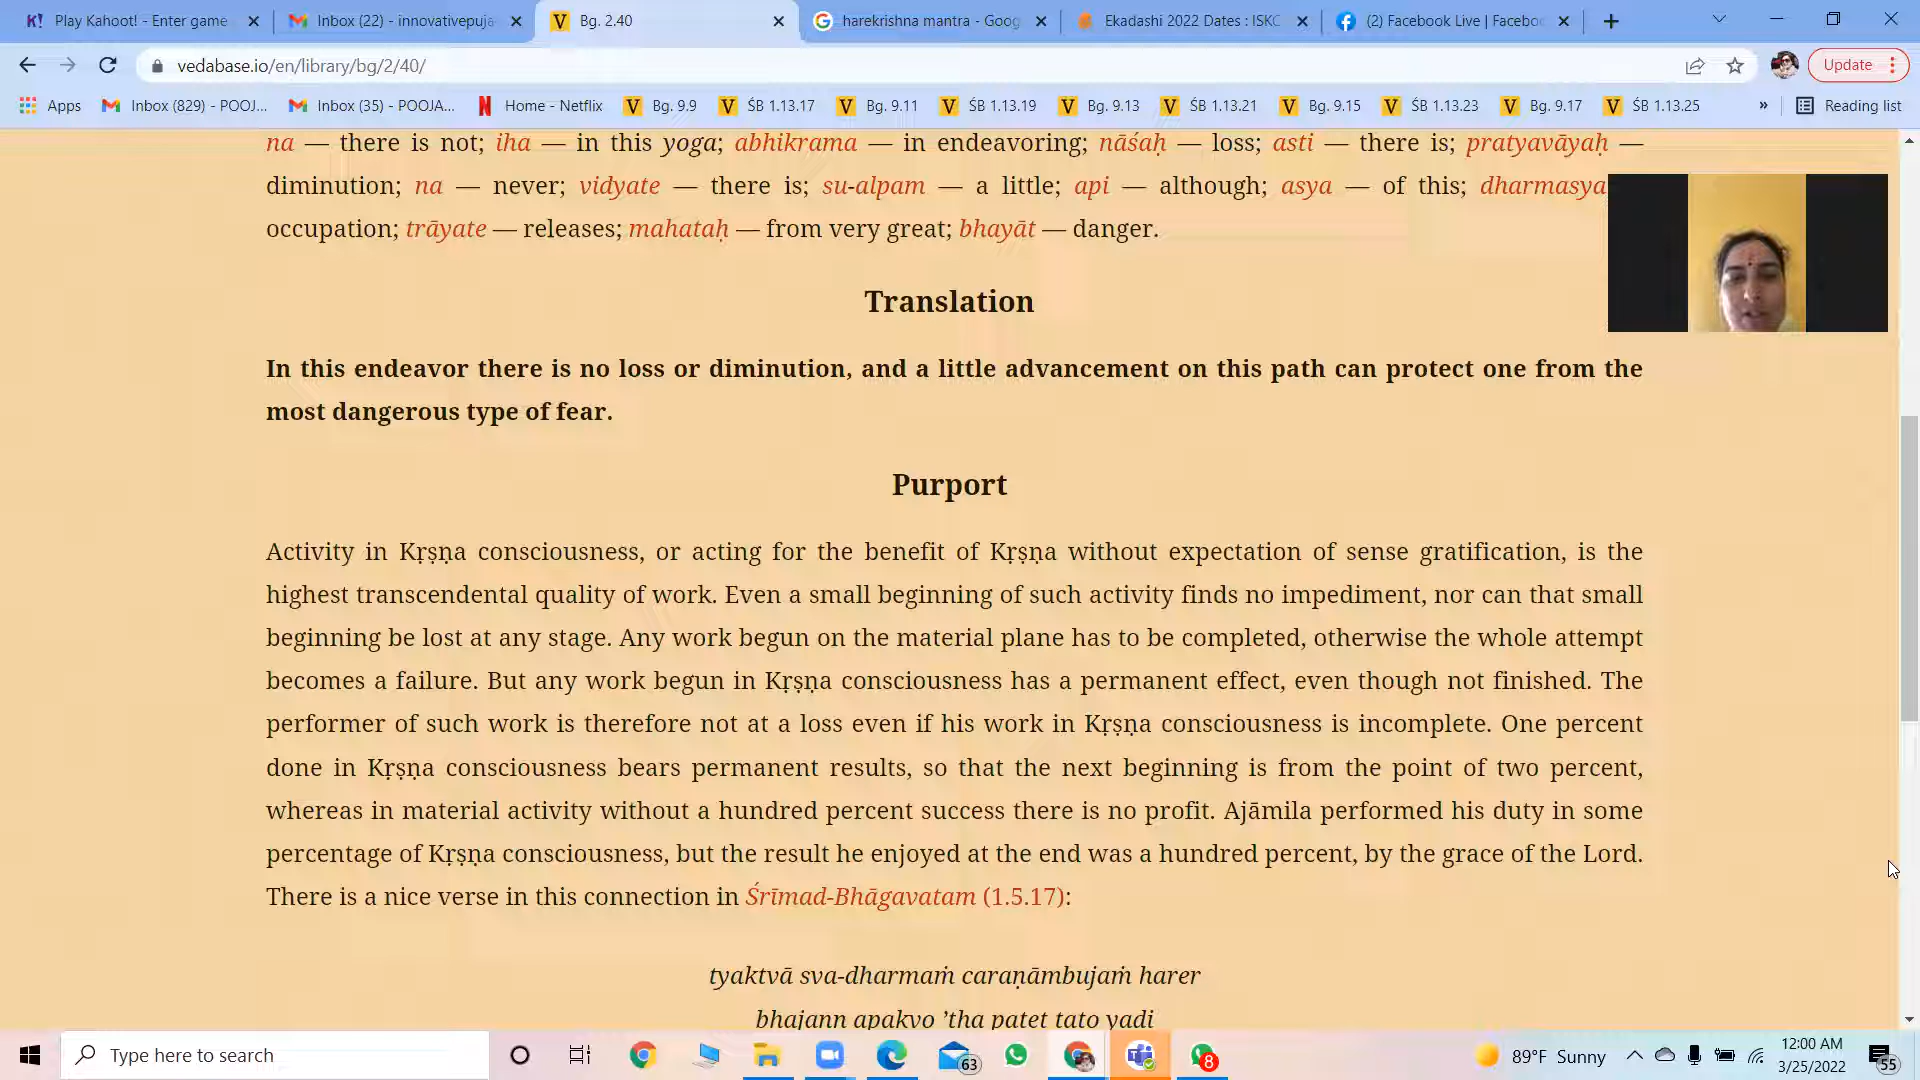 Play Kahoot! - Enter game
Inbox (22) - innovativepuja
Bg. 2.40
harekrishna mantra - Goog
Ekadashi 2022 Dates : ISKC
(2) Facebook Live | Faceboo
vedabase.io/en/library/bg/2/40/
Update
Apps
Inbox (829) - POOJ...
Inbox (35) - POOJA...
Home - Netflix
Bg. 9.9
ŚB 1.13.17
Bg. 9.11
ŚB 1.13.19
Bg. 9.13
ŚB 1.13.21
Bg. 9.15
ŚB 1.13.23
Bg. 9.17
ŚB 1.13.25
»
Reading list
na — there is not; iha — in this yoga; abhikrama — in endeavoring; nāśaḥ — loss; asti — there is; pratyavāyaḥ —
diminution; na — never; vidyate — there is; su-alpam — a little; api — although; asya — of this; dharmasya
occupation; trāyate — releases; mahataḥ — from very great; bhayāt — danger.
Translation
In this endeavor there is no loss or diminution, and a little advancement on this path can protect one from the
most dangerous type of fear.
Purport
Activity in Kṛṣṇa consciousness, or acting for the benefit of Kṛṣṇa without expectation of sense gratification, is the
highest transcendental quality of work. Even a small beginning of such activity finds no impediment, nor can that small
beginning be lost at any stage. Any work begun on the material plane has to be completed, otherwise the whole attempt
becomes a failure. But any work begun in Kṛṣṇa consciousness has a permanent effect, even though not finished. The
performer of such work is therefore not at a loss even if his work in Kṛṣṇa consciousness is incomplete. One percent
done in Kṛṣṇa consciousness bears permanent results, so that the next beginning is from the point of two percent,
whereas in material activity without a hundred percent success there is no profit. Ajāmila performed his duty in some
percentage of Kṛṣṇa consciousness, but the result he enjoyed at the end was a hundred percent, by the grace of the Lord.
There is a nice verse in this connection in Śrīmad-Bhāgavatam (1.5.17):
tyaktvā sva-dharmaṁ caraṇāmbujaṁ harer
bhajann apakvo ’tha patet tato yadi
Type here to search
63
8
89°F Sunny
12:00 AM
3/25/2022
55